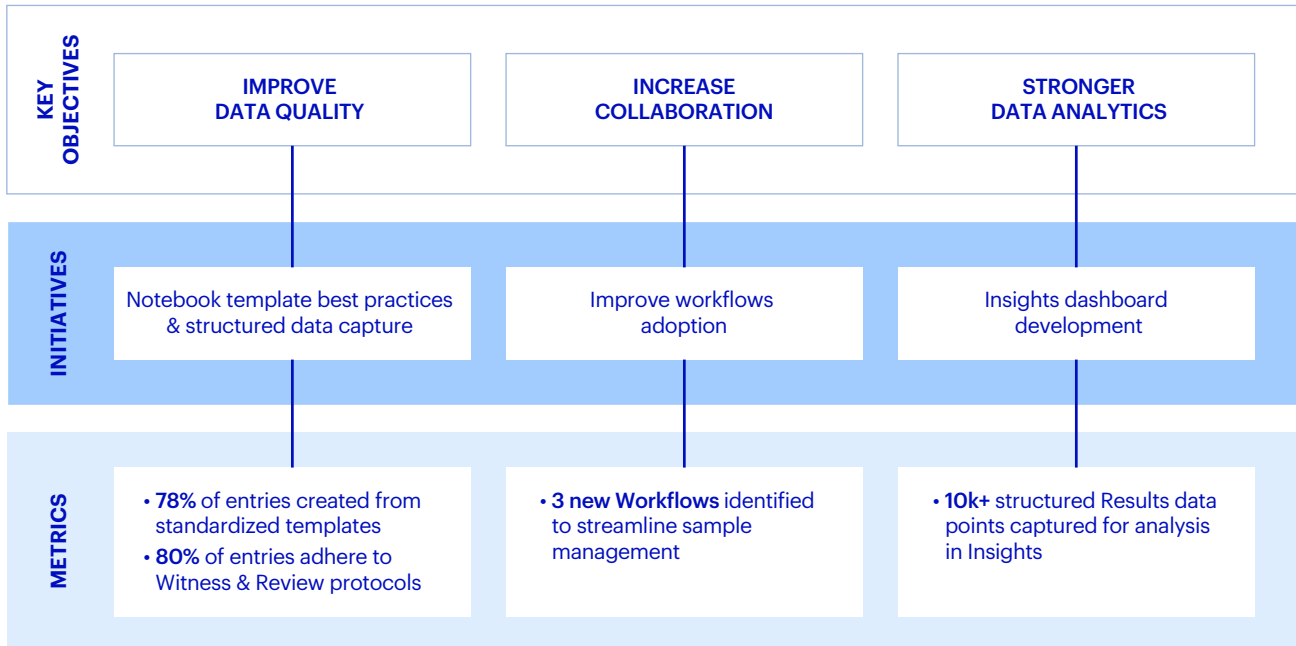 KEY
OBJECTIVES
IMPROVE
DATA QUALITY
INCREASE
COLLABORATION
STRONGER
DATA ANALYTICS
INITIATIVES
Notebook template best practices
& structured data capture
Improve workflows
adoption
Insights dashboard
development
METRICS
• 78% of entries created from
standardized templates
• 80% of entries adhere to
Witness & Review protocols
• 3 new Workflows identified
to streamline sample
management
• 10k+ structured Results data
points captured for analysis
in Insights